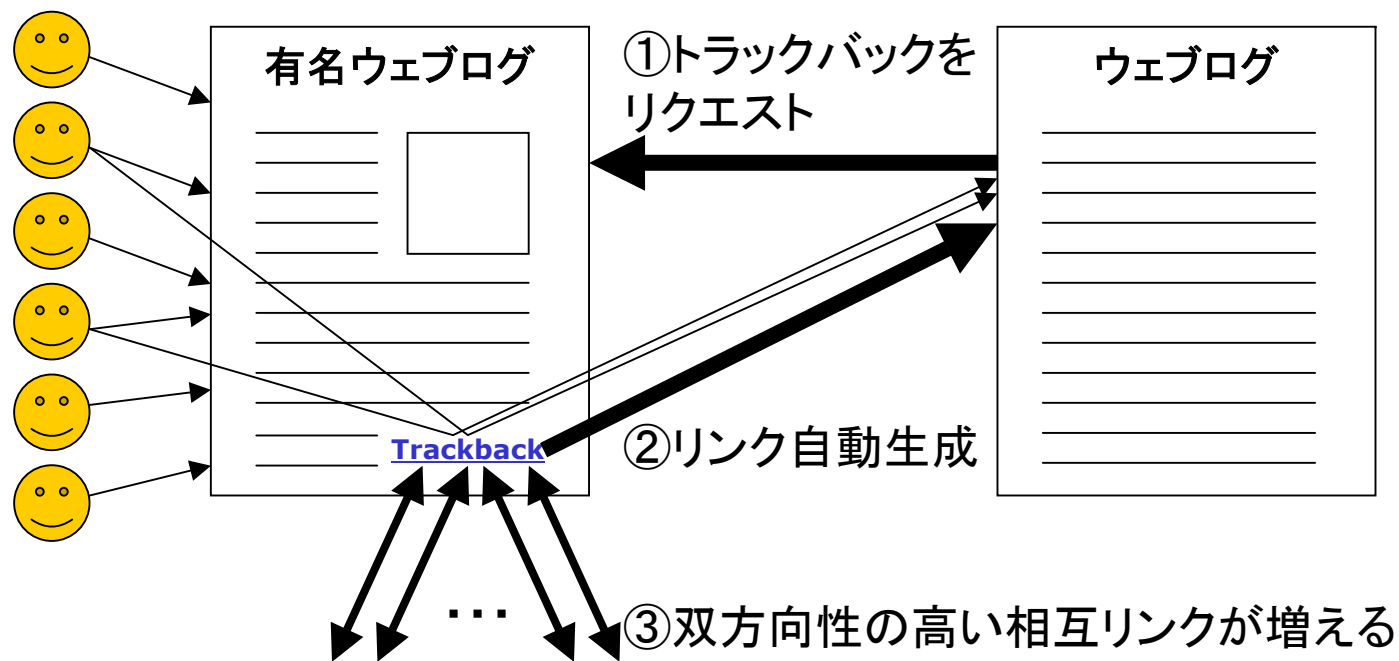 有名ウェブログ
①トラックバックを
リクエスト
ウェブログ
Trackback
②リンク自動生成
...
③双方向性の高い相互リンクが増える